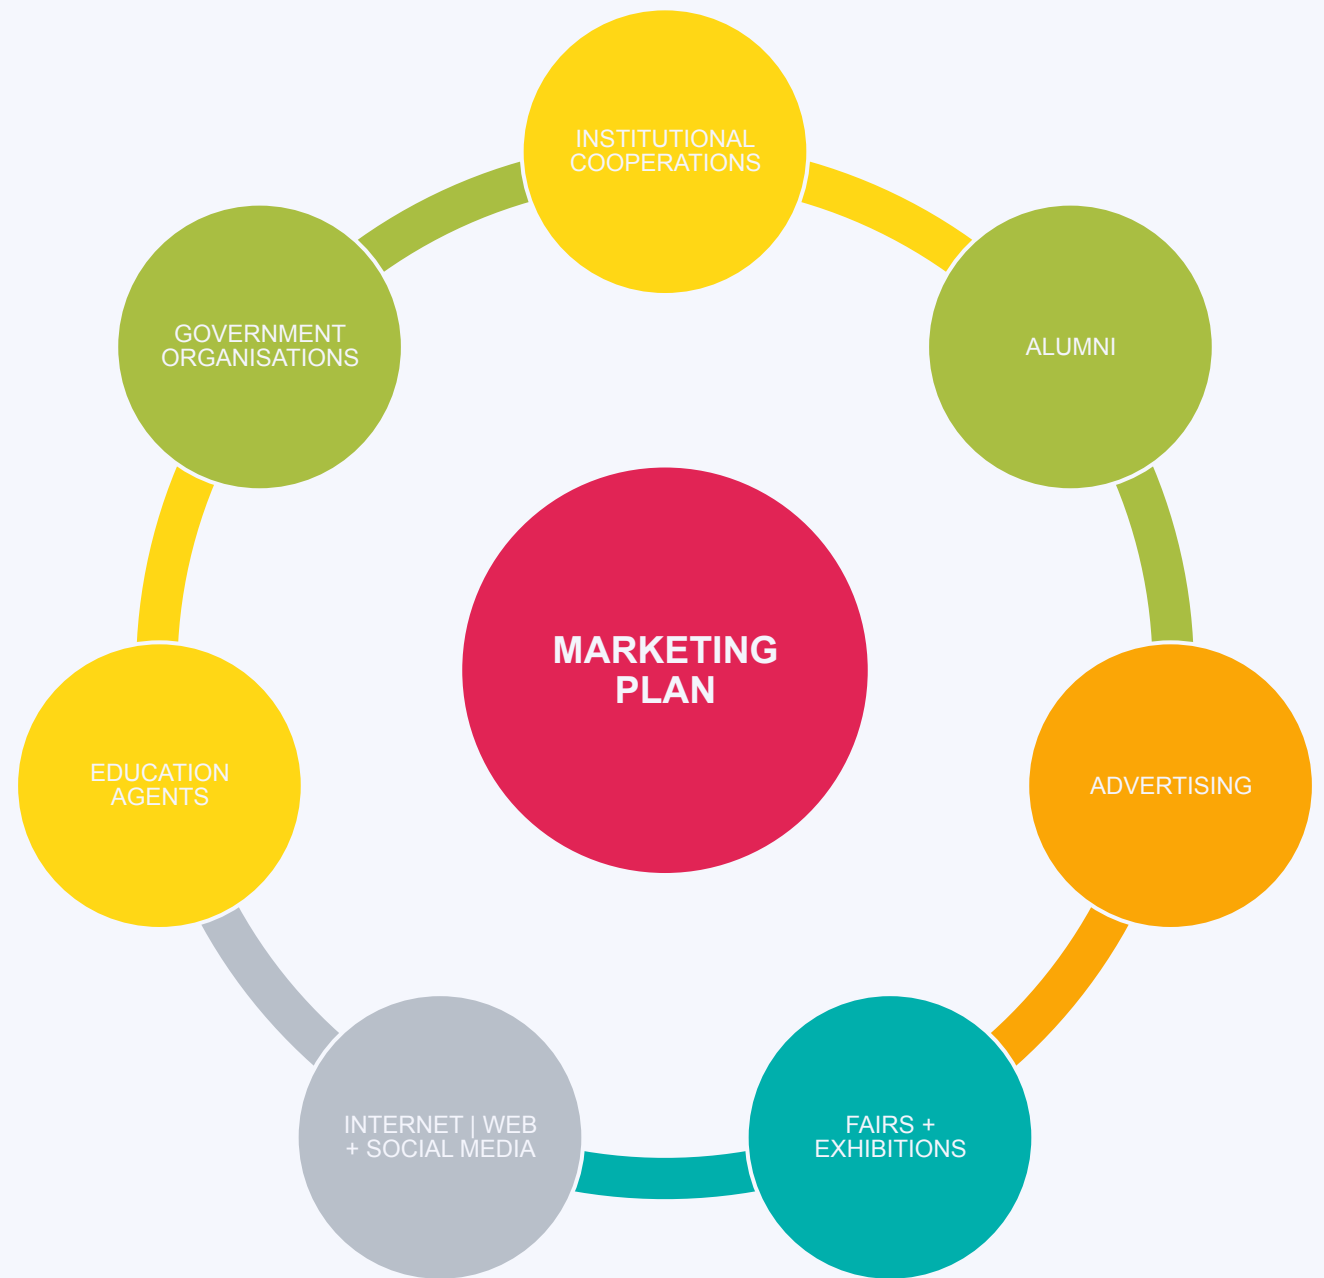 INSTITUTIONAL
COOPERATIONS
GOVERNMENT
ORGANISATIONS
ALUMNI
MARKETING
PLAN
EDUCATION
AGENTS
ADVERTISING
INTERNET | WEB
+ SOCIAL MEDIA
FAIRS +
EXHIBITIONS